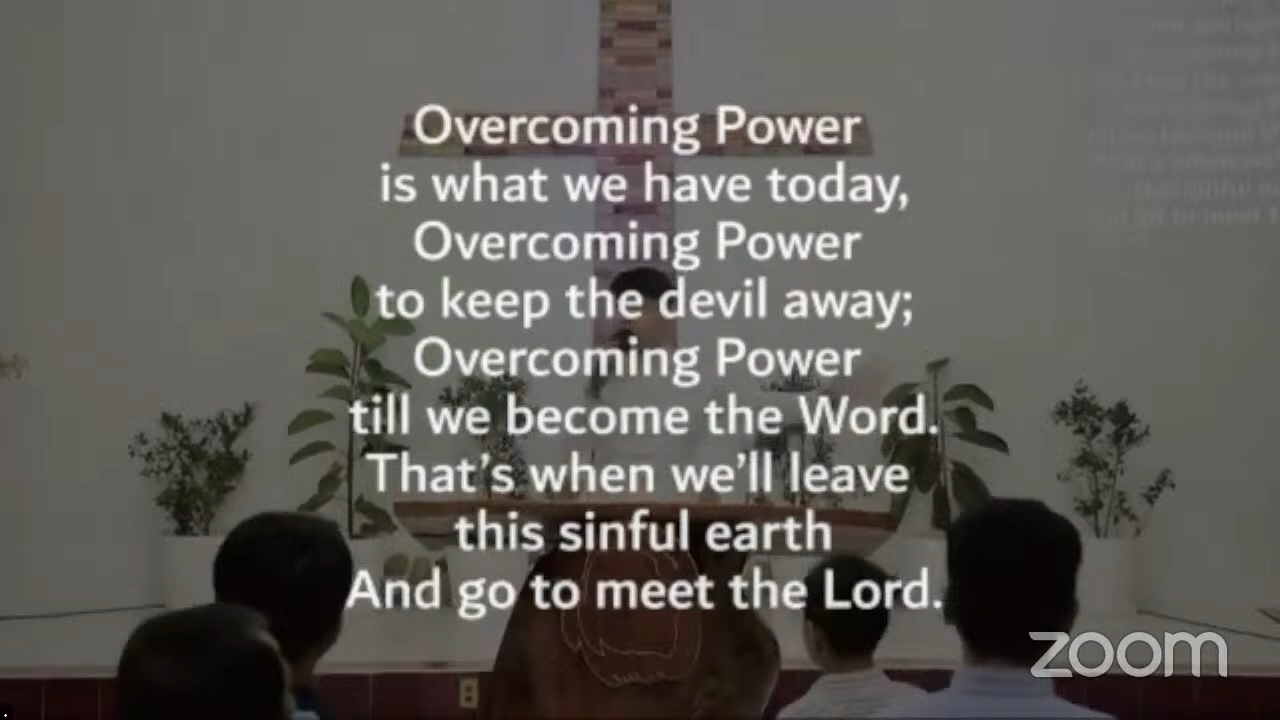 Overcoming Power
is what we have today,
Overcoming Power
to keep the devil away;
Overcoming Power
till we become the Word.
That's when we'll leave
this sinful earth
And go to meet the Lord.
zoom